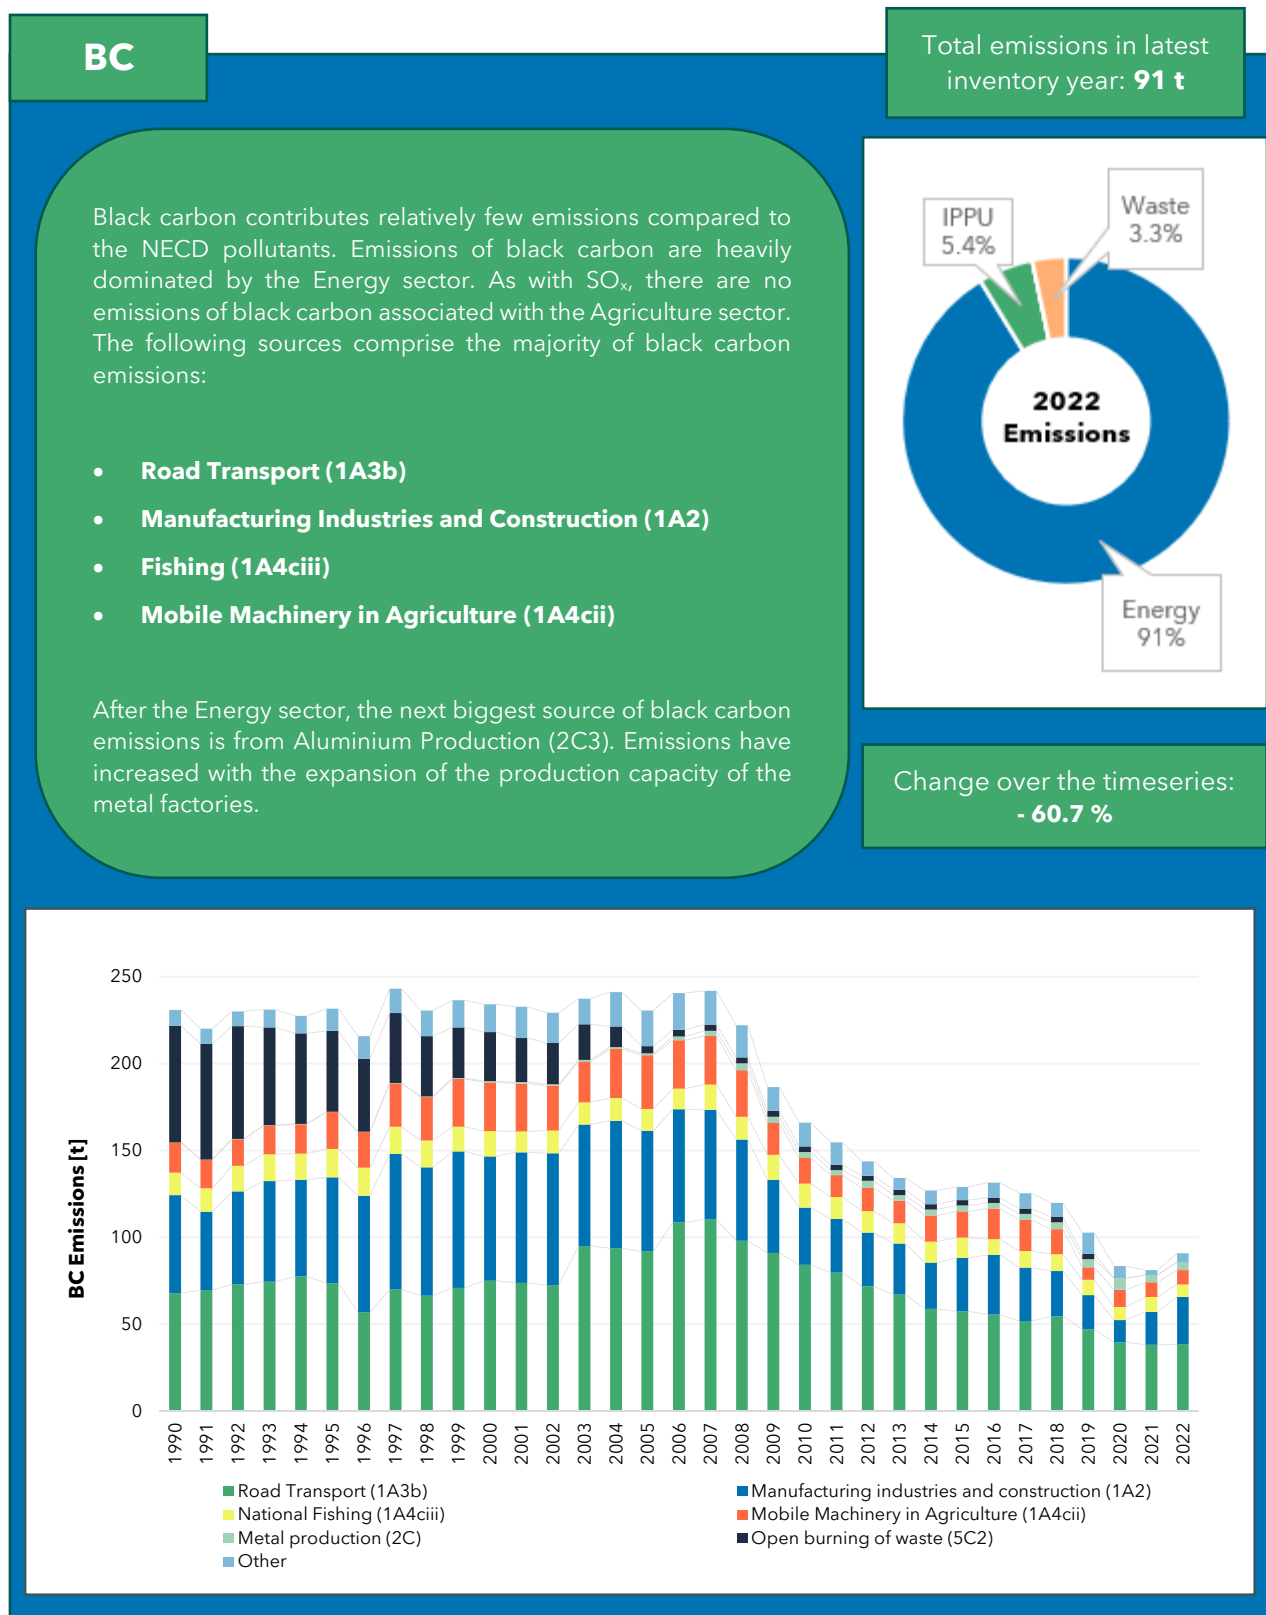 BC
Total emissions in latest
inventory year: 91 t
Black carbon contributes relatively few emissions compared to
the NECD pollutants. Emissions of black carbon are heavily
dominated by the Energy sector. As with SOₓ, there are no
emissions of black carbon associated with the Agriculture sector.
The following sources comprise the majority of black carbon
emissions:
• Road Transport (1A3b)
• Manufacturing Industries and Construction (1A2)
• Fishing (1A4ciii)
• Mobile Machinery in Agriculture (1A4cii)
After the Energy sector, the next biggest source of black carbon
emissions is from Aluminium Production (2C3). Emissions have
increased with the expansion of the production capacity of the
metal factories.
IPPU
5.4%
Waste
3.3%
2022
Emissions
Energy
91%
Change over the timeseries:
- 60.7 %
BC Emissions [t]
250
200
150
100
50
0
1990
1991
1992
1993
1994
1995
1996
1997
1998
1999
2000
2001
2002
2003
2004
2005
2006
2007
2008
2009
2010
2011
2012
2013
2014
2015
2016
2017
2018
2019
2020
2021
2022
Road Transport (1A3b)
Manufacturing industries and construction (1A2)
National Fishing (1A4ciii)
Mobile Machinery in Agriculture (1A4cii)
Metal production (2C)
Open burning of waste (5C2)
Other